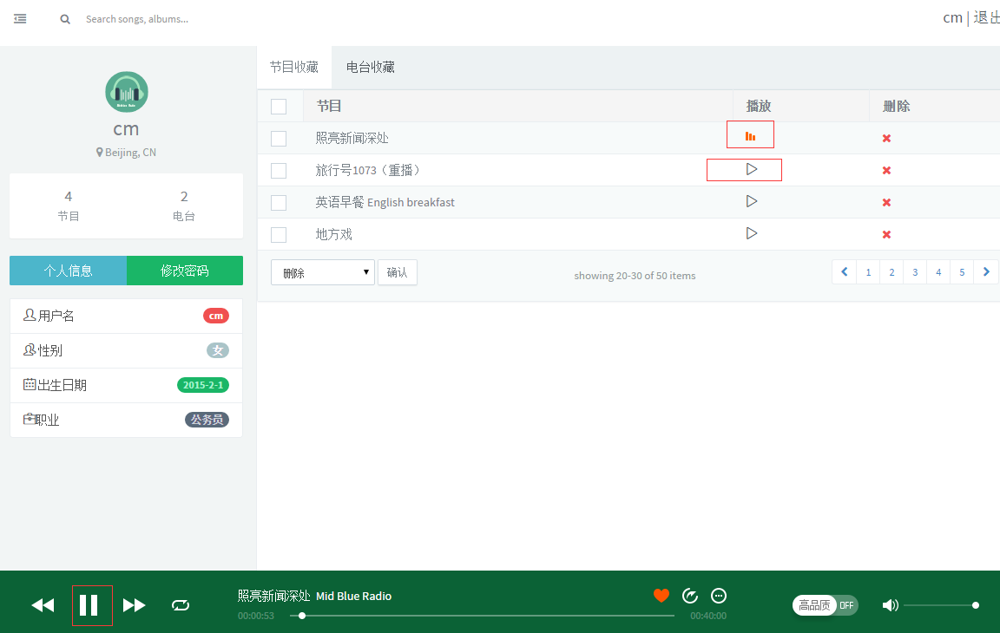 Search songs, albums...
cm | 退出
cm
Beijing, CN
4 2
节目 电台
个人信息 修改密码
用户名 cm
性别 女
出生日期 2015-2-1
职业 公务员
节目收藏 电台收藏
节目 播放 删除
照亮新闻深处
旅行号1073（重播）
英语早餐 English breakfast
地方戏
删除 确认 showing 20-30 of 50 items 1 2 3 4 5
照亮新闻深处 Mid Blue Radio
00:00:53 00:40:00
高品质 OFF